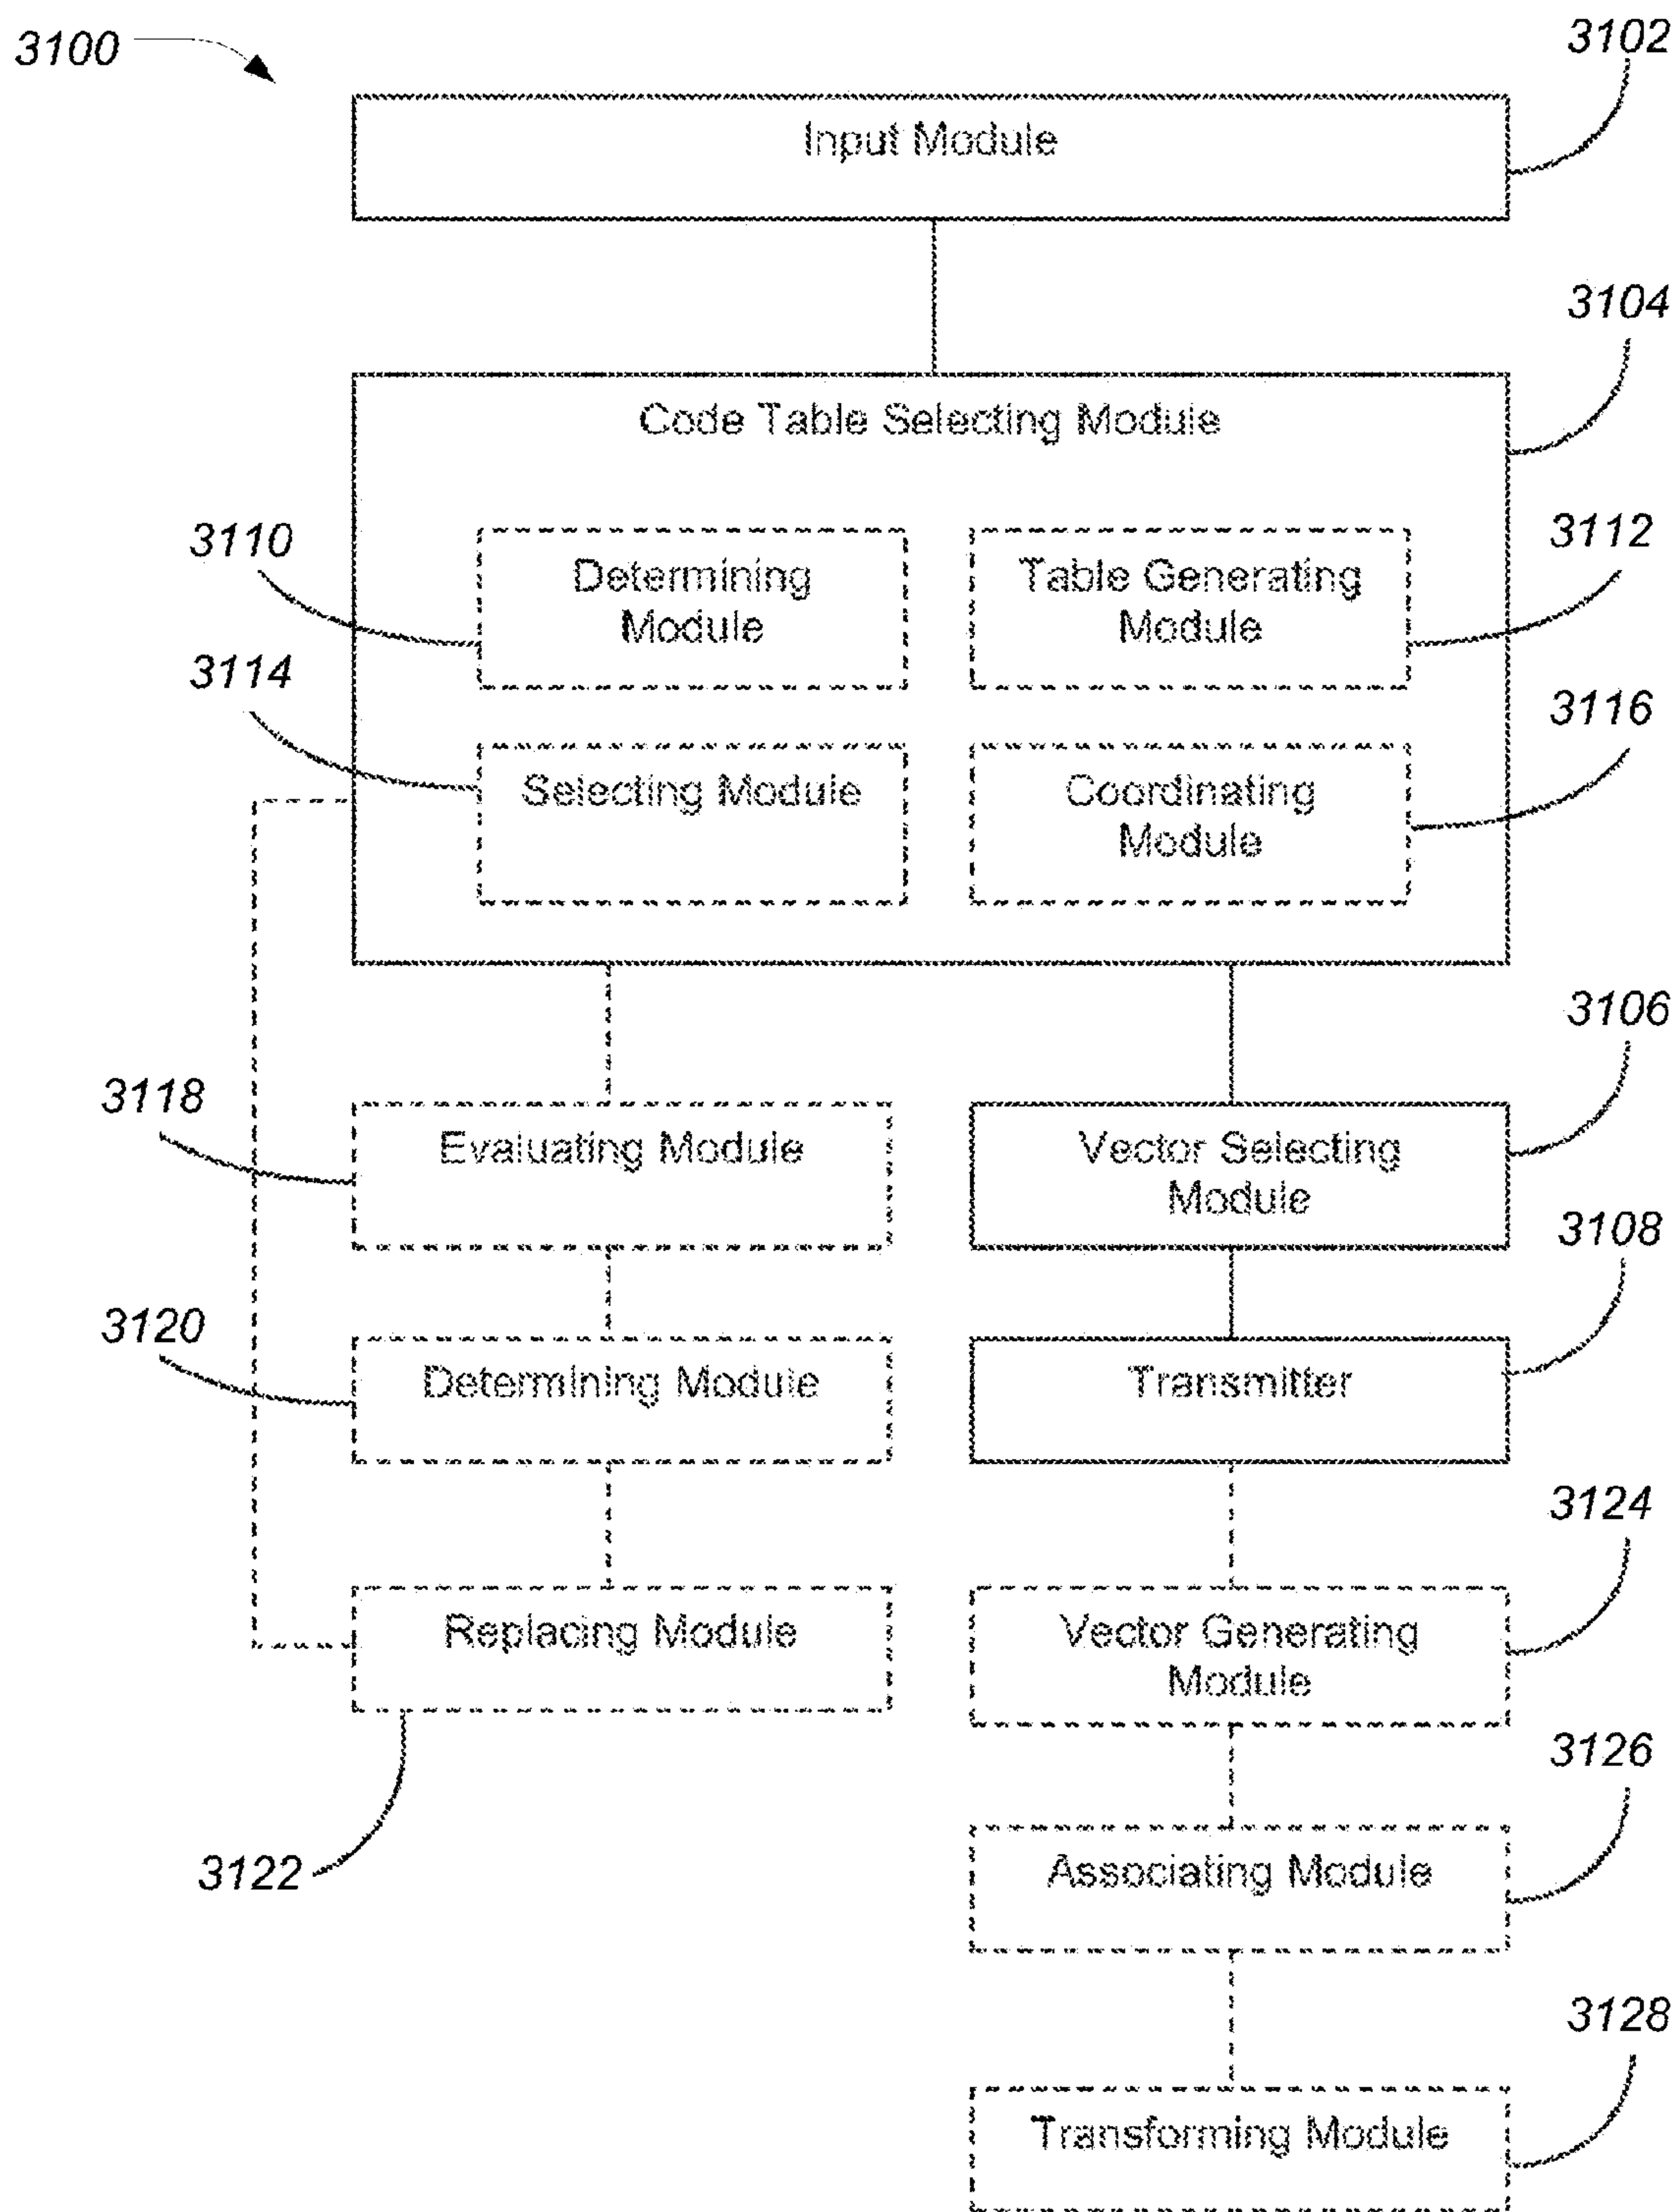 3100
3102
Input Module
3104
Code Table Selecting Module
3110
3112
Determining
Module
Table Generating
Module
3114
3116
Selecting Module
Coordinating
Module
3106
3118
Evaluating Module
Vector Selecting
Module
3108
3120
Determining Module
Transmitter
3124
Replacing Module
Vector Generating
Module
3126
3122
Associating Module
3128
Transforming Module